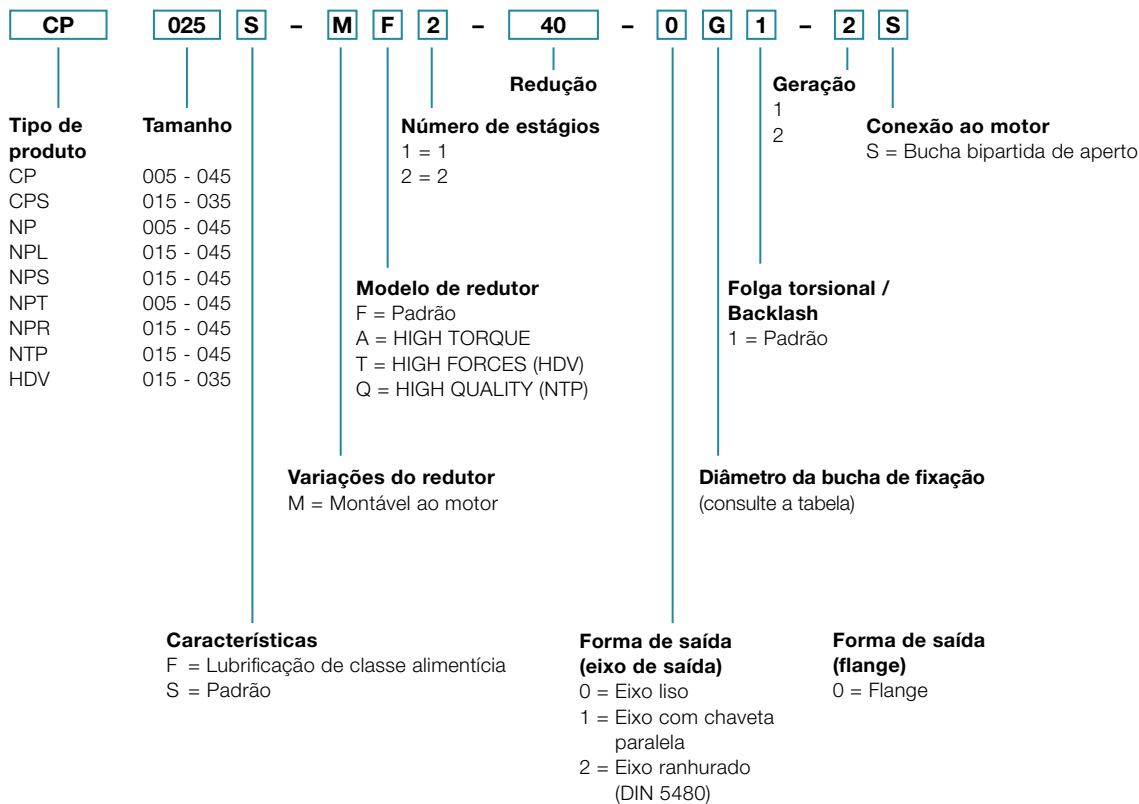 CP 025 S – M F 2 – 40 – 0 G 1 – 2 S
Redução
Geração
1
2
Tipo de
produto
CP
CPS
NP
NPL
NPS
NPT
NPR
NTP
HDV
Tamanho
005 - 045
015 - 035
005 - 045
015 - 045
015 - 045
005 - 045
015 - 045
015 - 045
015 - 035
Número de estágios
1 = 1
2 = 2
Conexão ao motor
S = Bucha bipartida de aperto
Modelo de redutor
F = Padrão
A = HIGH TORQUE
T = HIGH FORCES (HDV)
Q = HIGH QUALITY (NTP)
Folga torsional /
Backlash
1 = Padrão
Variações do redutor
M = Montável ao motor
Diâmetro da bucha de fixação
(consulte a tabela)
Características
F = Lubrificação de classe alimentícia
S = Padrão
Forma de saída
(eixo de saída)
0 = Eixo liso
1 = Eixo com chaveta
paralela
2 = Eixo ranhurado
(DIN 5480)
Forma de saída
(flange)
0 = Flange